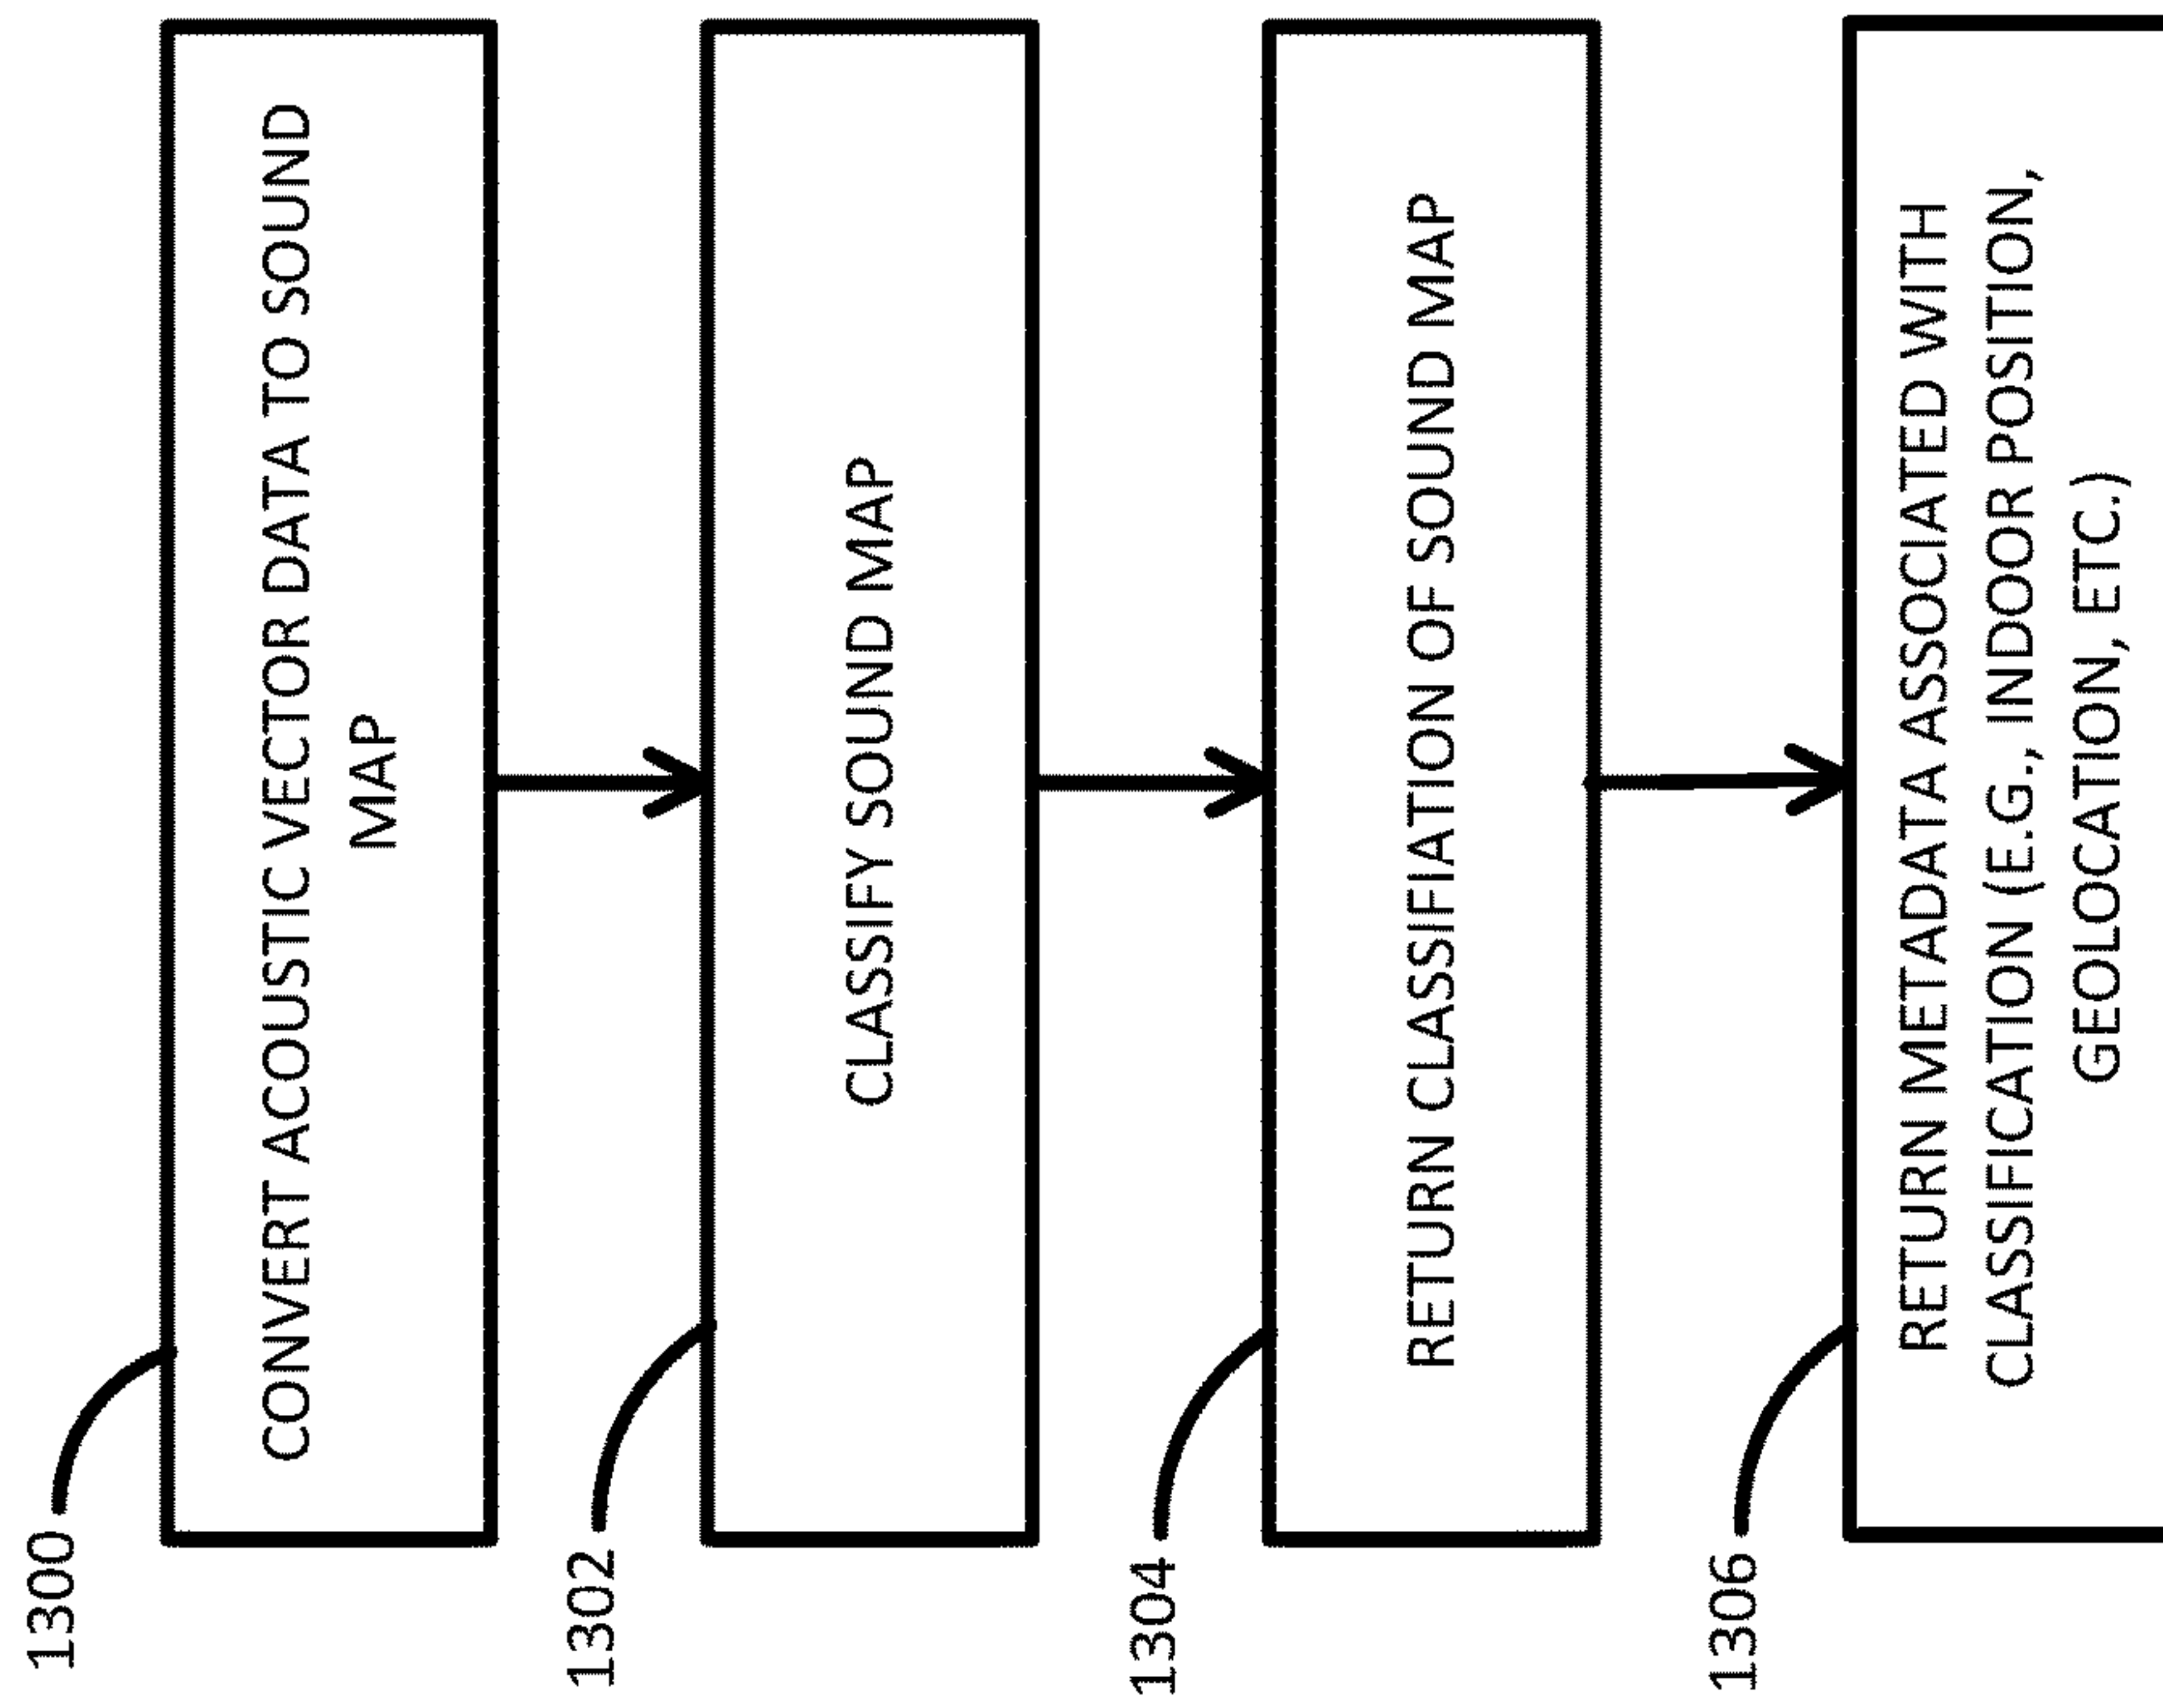 1300
CONVERT ACOUSTIC VECTOR DATA TO SOUND
MAP
1302
CLASSIFY SOUND MAP
1304
RETURN CLASSIFIATION OF SOUND MAP
1306
RETURN METADATA ASSOCIATED WITH
CLASSIFICATION (E.G., INDOOR POSITION,
GEOLOCATION, ETC.)